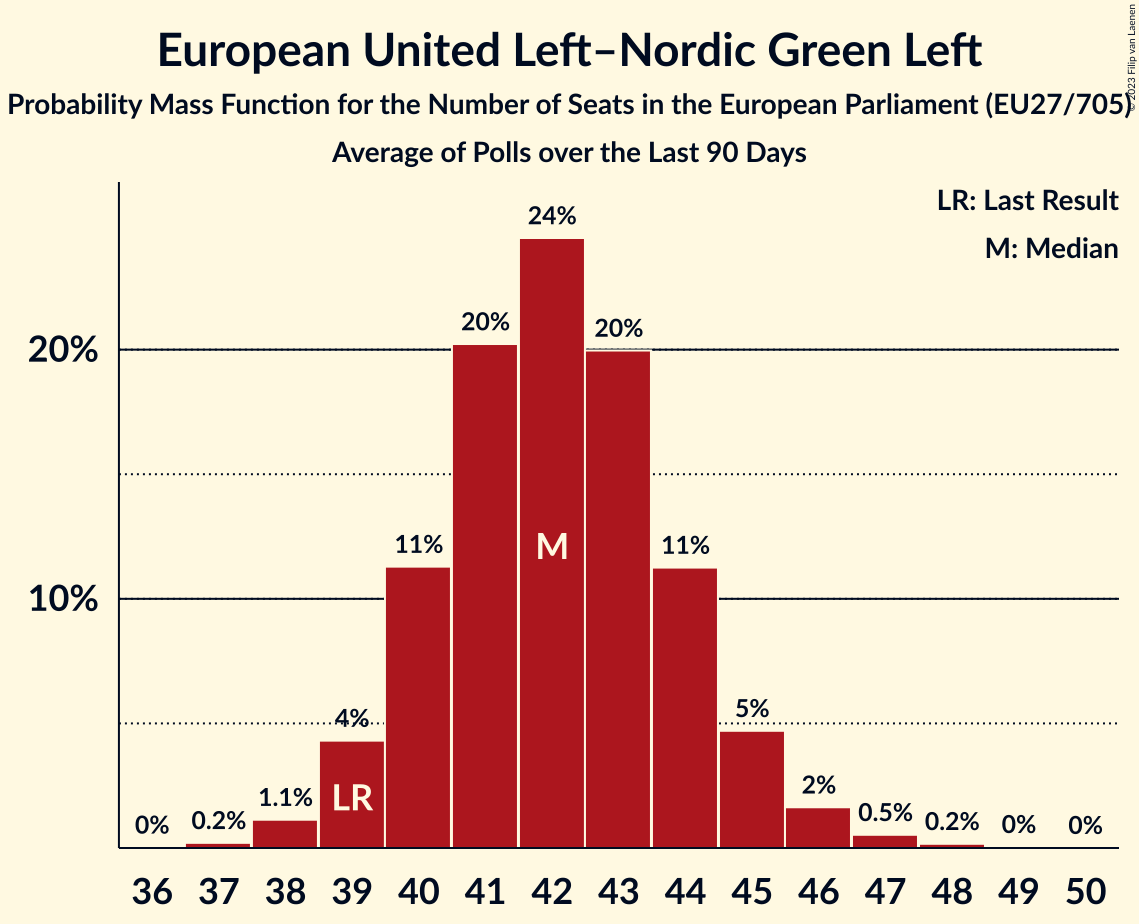 European United Left–Nordic Green Left
Probability Mass Function for the Number of Seats in the European Parliament (EU27/705)
Average of Polls over the Last 90 Days
© 2023 Filip van Laenen
LR: Last Result
M: Median
24%
20%
20%
20%
11%
M
11%
10%
4%
5%
LR
0%
0.2%
1.1%
2%
0.5%
0.2%
0%
0%
36 37 38 39 40 41 42 43 44 45 46 47 48 49 50